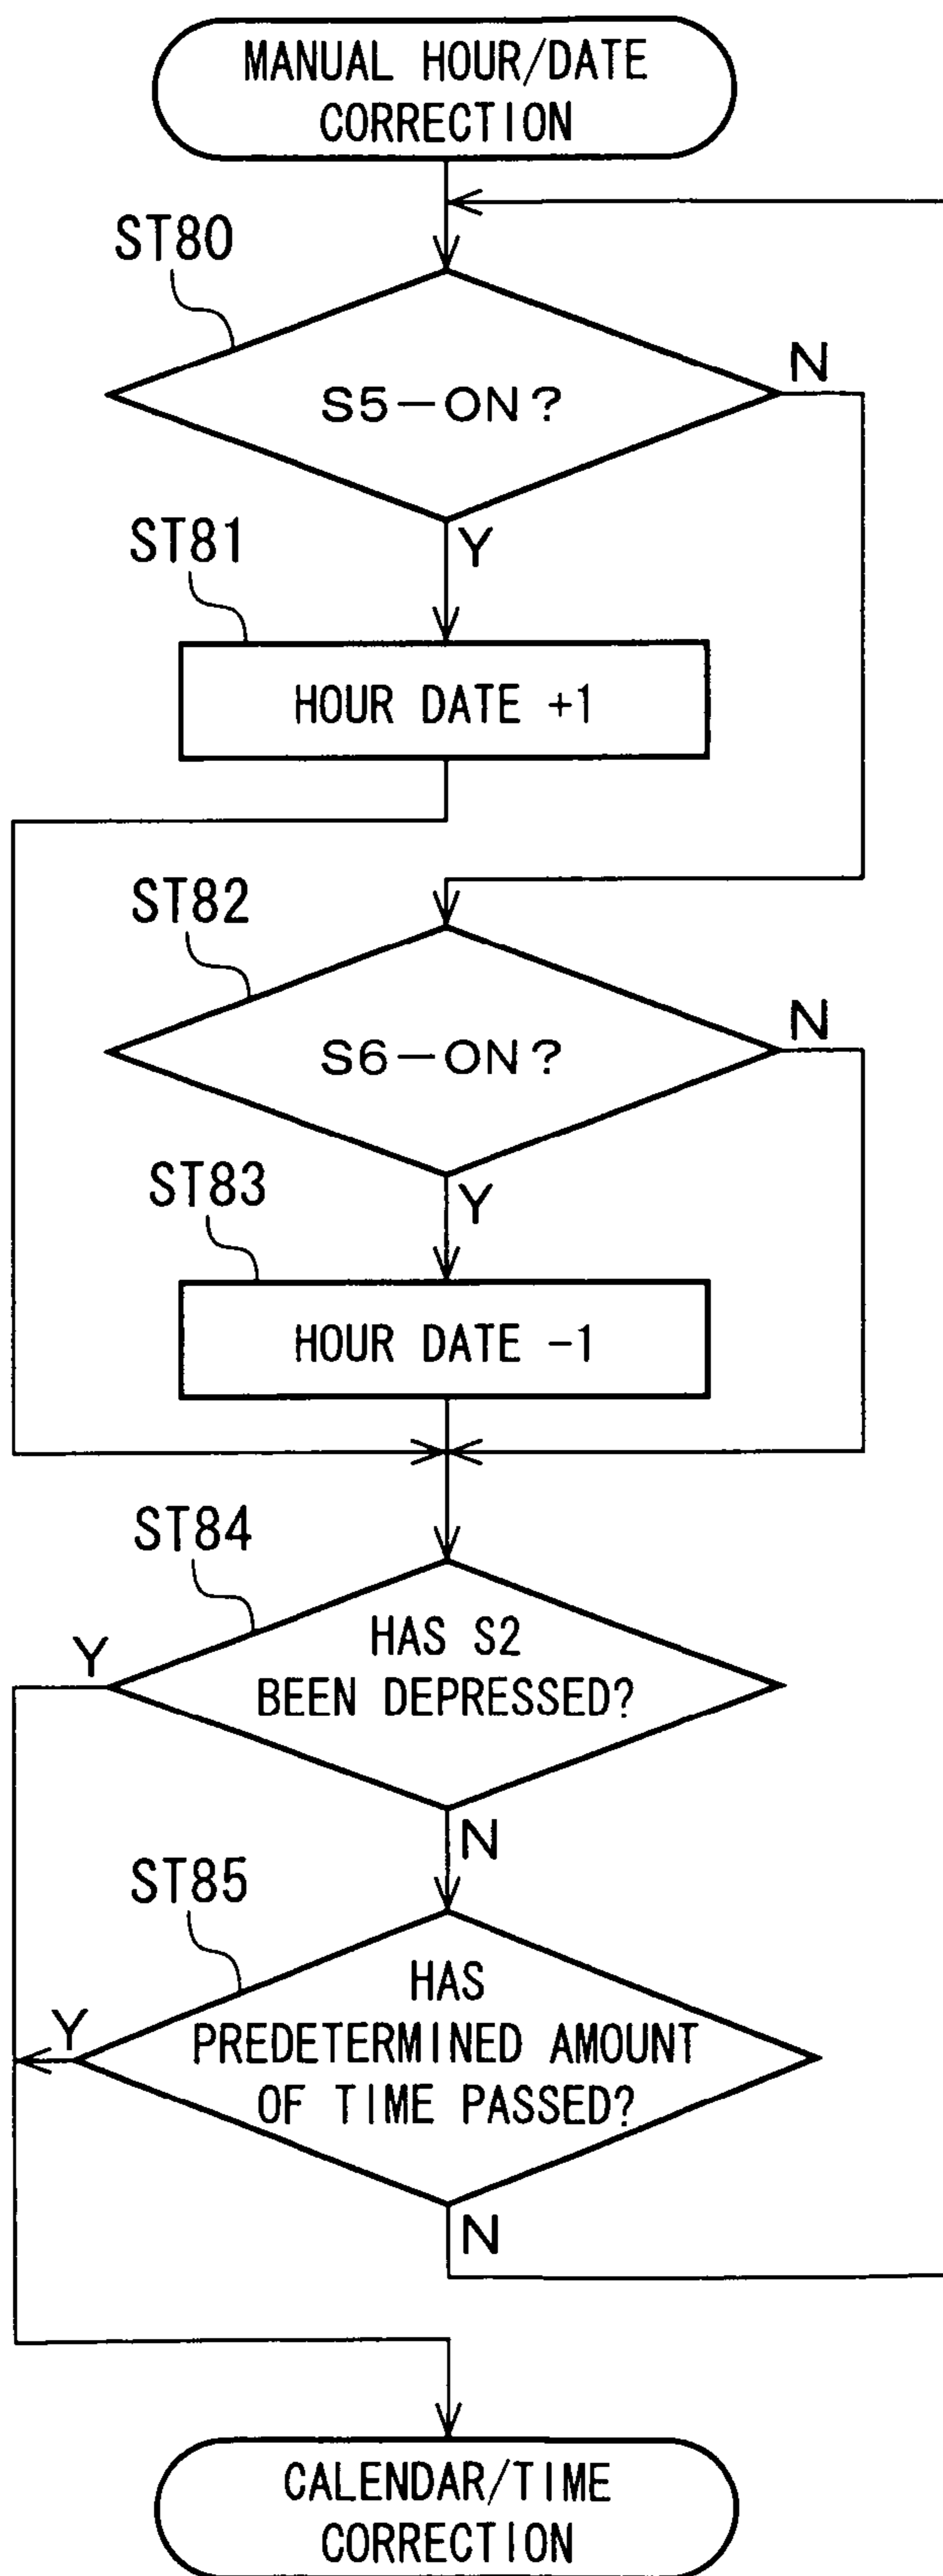 MANUAL HOUR/DATE
CORRECTION
ST80
S5-ON?
N
Y
ST81
HOUR DATE +1
ST82
S6-ON?
N
Y
ST83
HOUR DATE -1
ST84
HAS S2
BEEN DEPRESSED?
Y
N
ST85
HAS
PREDETERMINED AMOUNT
OF TIME PASSED?
Y
N
CALENDAR/TIME
CORRECTION